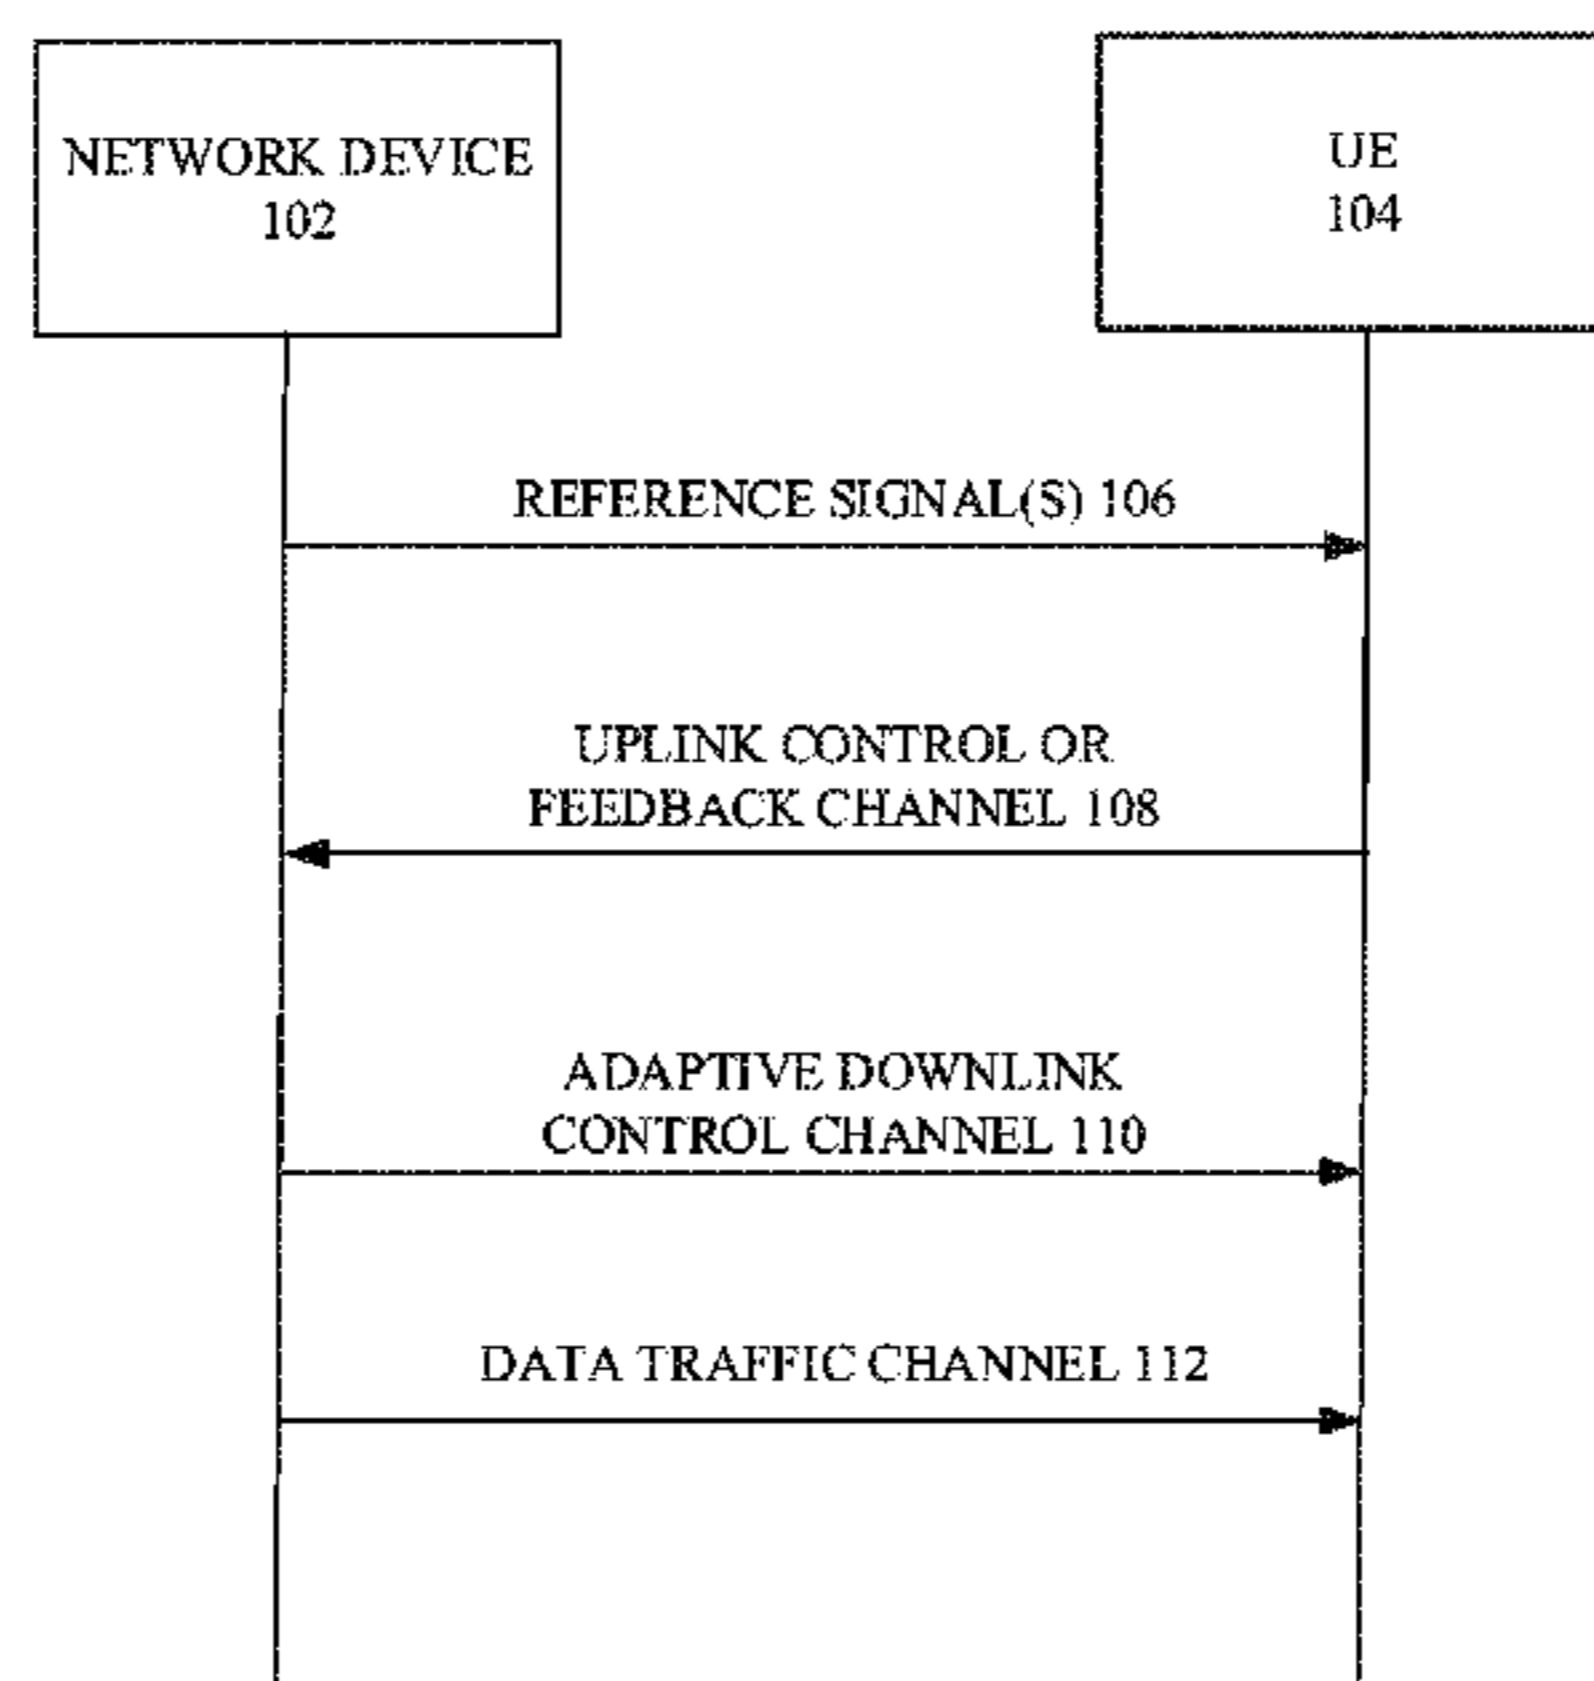 NETWORK DEVICE
102
UE
104
REFERENCE SIGNAL(S) 106
UPLINK CONTROL OR
FEEDBACK CHANNEL 108
ADAPTIVE DOWNLINK
CONTROL CHANNEL 110
DATA TRAFFIC CHANNEL 112